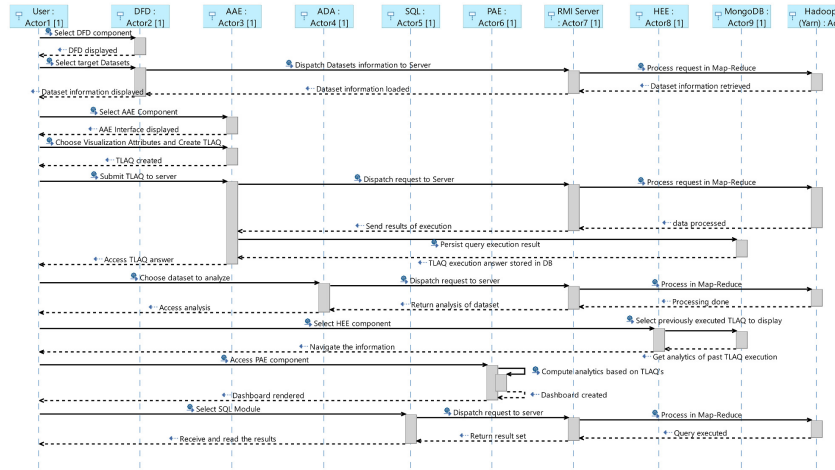 User :
Actor1 [1]
DFD :
Actor2 [1]
AAE :
Actor3 [1]
ADA :
Actor4 [1]
SQL :
Actor5 [1]
PAE :
Actor6 [1]
RMI Server
: Actor7 [1]
HEE :
Actor8 [1]
MongoDB :
Actor9 [1]
Hadoop
(Yarn) : A
Select DFD component
DFD displayed
Select target Datasets
Dispatch Datasets information to Server
Process request in Map-Reduce
Dataset information displayed
Dataset information loaded
Dataset information retrieved
Select AAE Component
AAE Interface displayed
Choose Visualization Attributes and Create TLAQ
TLAQ created
Submit TLAQ to server
Dispatch request to Server
Process request in Map-Reduce
Send results of execution
data processed
Persist query execution result
Access TLAQ answer
TLAQ execution answer stored in DB
Choose dataset to analyze
Dispatch request to server
Process in Map-Reduce
Access analysis
Return analysis of dataset
Processing done
Select HEE component
Select previously executed TLAQ to display
Navigate the information
Get analytics of past TLAQ execution
Access PAE component
Compute analytics based on TLAQ's
Dashboard rendered
Dashboard created
Select SQL Module
Dispatch request to server
Process in Map-Reduce
Receive and read the results
Return result set
Query executed